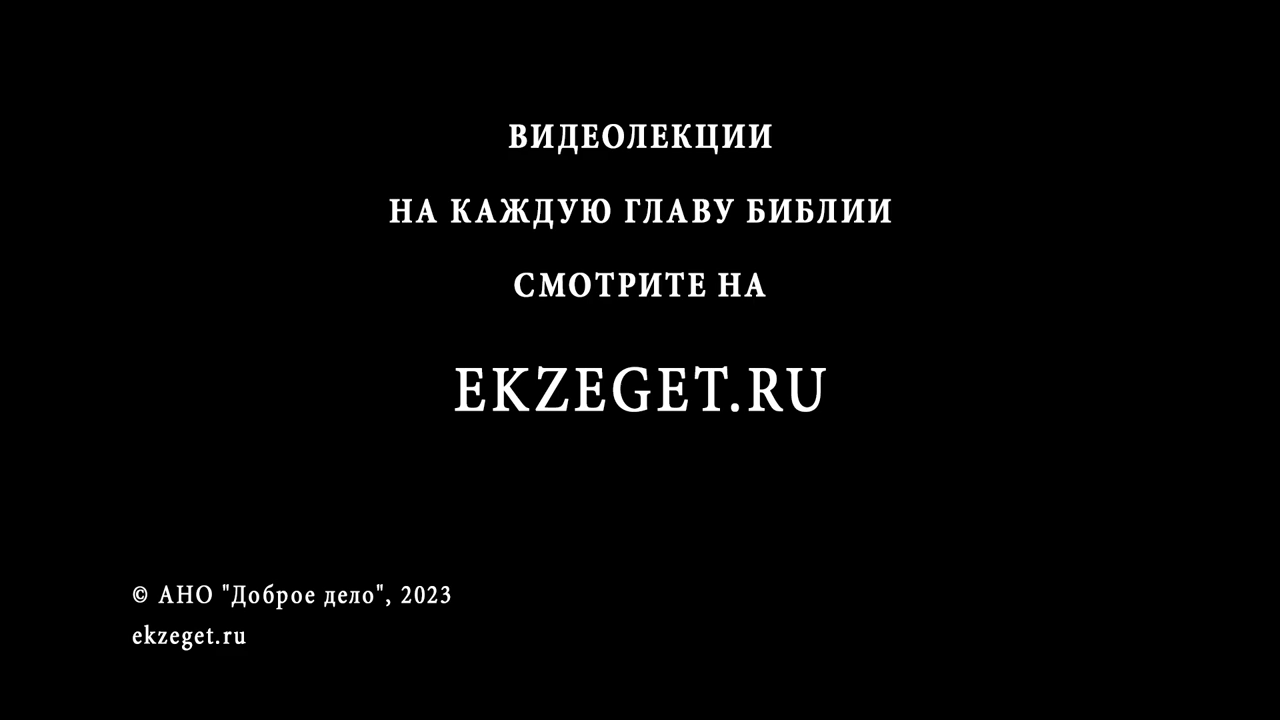 ВИДЕОЛЕКЦИИ
НА КАЖДУЮ ГЛАВУ БИБЛИИ
СМОТРИТЕ НА
EKZEGET.RU
© АНО "Доброе дело", 2023
ekzeget.ru